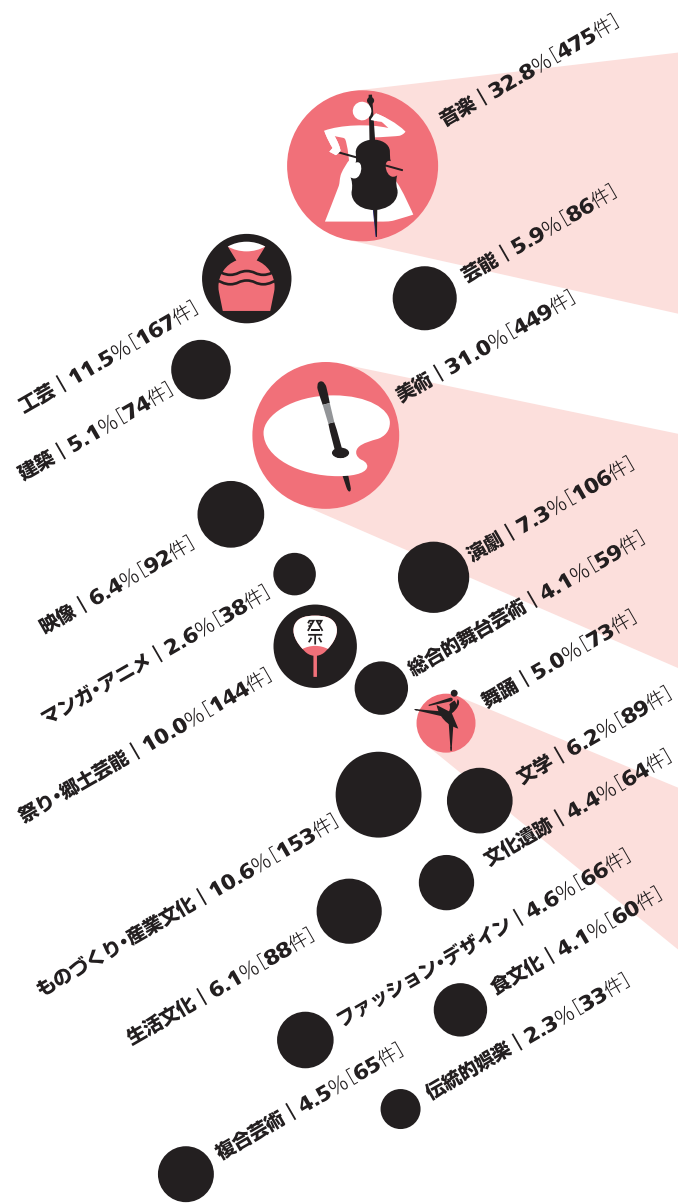 音楽｜32.8%[475件]
芸能｜5.9%[86件]
工芸｜11.5%[167件]
美術｜31.0%[449件]
建築｜5.1%[74件]
演劇｜7.3%[106件]
映像｜6.4%[92件]
総合的舞台芸術｜4.1%[59件]
マンガ・アニメ｜2.6%[38件]
祭
舞踊｜5.0%[73件]
祭り・郷土芸能｜10.0%[144件]
文学｜6.2%[89件]
文化遺跡｜4.4%[64件]
ものづくり・産業文化｜10.6%[153件]
ファッション・デザイン｜4.6%[66件]
生活文化｜6.1%[88件]
食文化｜4.1%[60件]
伝統的娯楽｜2.3%[33件]
複合芸術｜4.5%[65件]